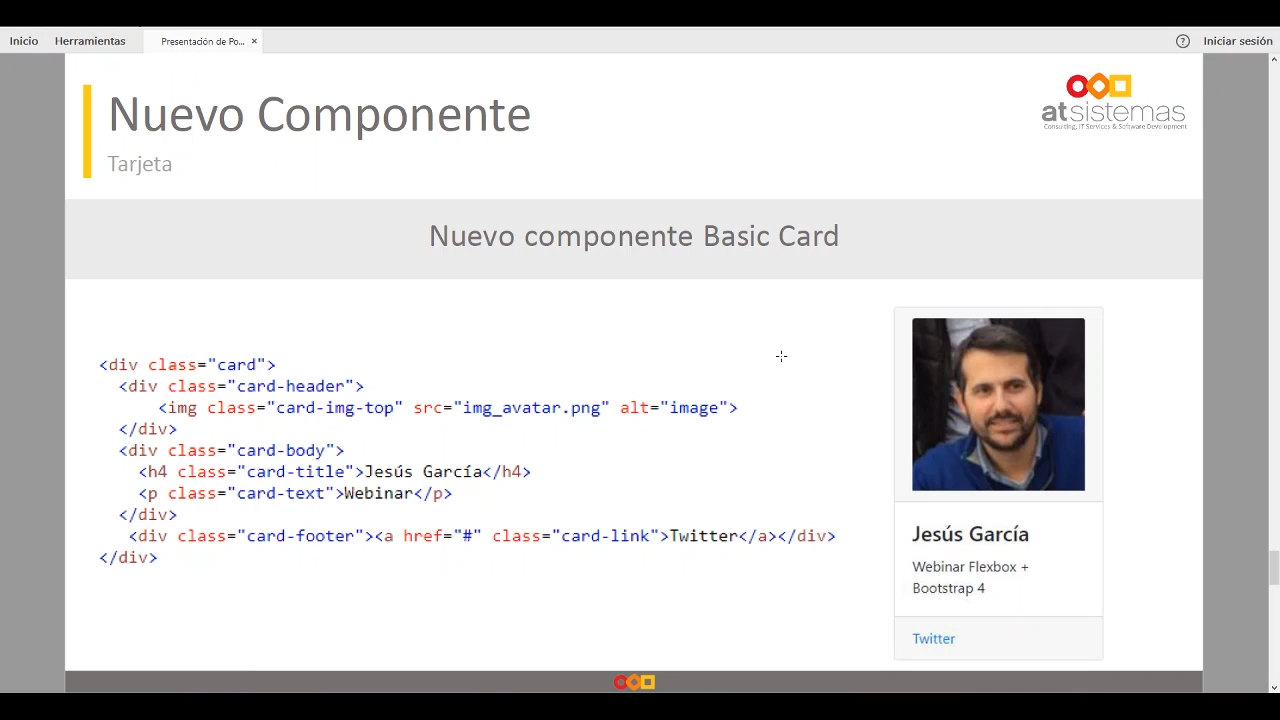 Inicio Herramientas Presentación de Po... × ? Iniciar sesión
Nuevo Componente
Tarjeta
atsistemas
Consulting, IT Services & Software Development
Nuevo componente Basic Card
<div class="card">
<div class="card-header">
<img class="card-img-top" src="img_avatar.png" alt="image">
</div>
<div class="card-body">
<h4 class="card-title">Jesús García</h4>
<p class="card-text">Webinar</p>
</div>
<div class="card-footer"><a href="#" class="card-link">Twitter</a></div>
</div>
Jesús García
Webinar Flexbox +
Bootstrap 4
Twitter